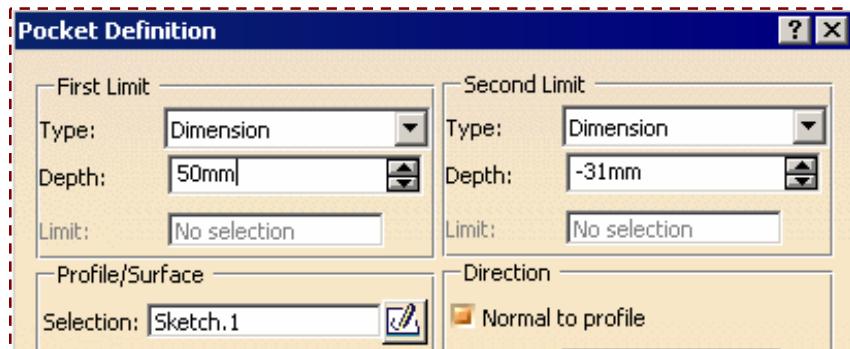 Pocket Definition
First Limit
Type: Dimension
Depth: 50mm
Limit: No selection
Second Limit
Type: Dimension
Depth: -31mm
Limit: No selection
Profile/Surface
Selection: Sketch.1
Direction
Normal to profile